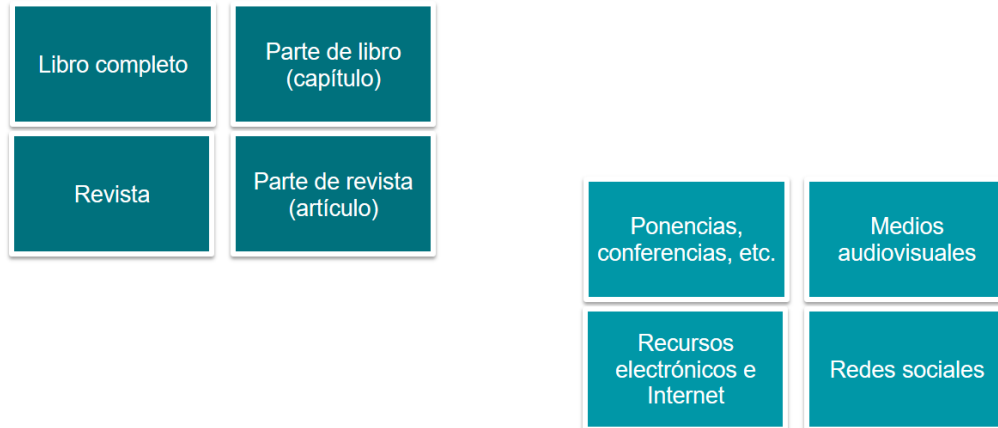 Libro completo
Parte de libro
(capítulo)
Revista
Parte de revista
(artículo)
Ponencias,
conferencias, etc.
Medios
audiovisuales
Recursos
electrónicos e
Internet
Redes sociales